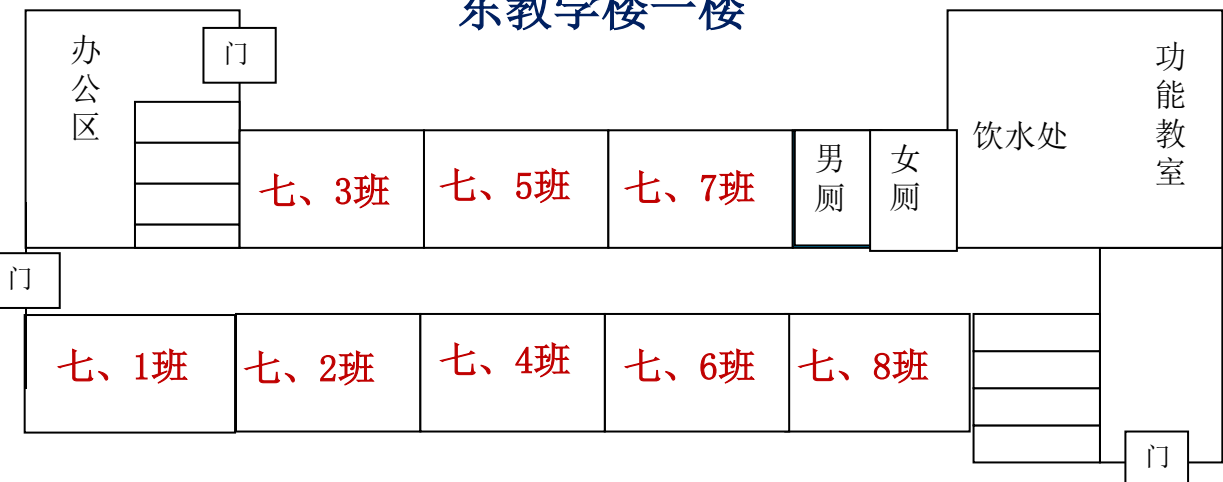 东教学楼一楼
办公区
门
饮水处
功能教室
七、3班
七、5班
七、7班
男厕
女厕
门
七、1班
七、2班
七、4班
七、6班
七、8班
门